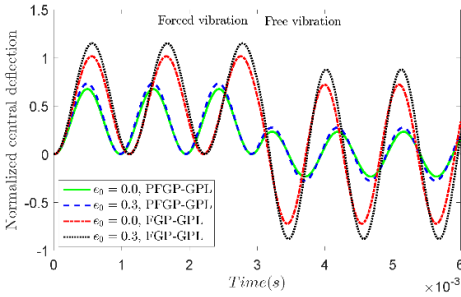 1.5
Forced vibration
Free vibration
1
0.5
0
-0.5
-1
Normalized central deflection
e₀ = 0.0, PFGP-GPL
e₀ = 0.3, PFGP-GPL
e₀ = 0.0, FGP-GPL
e₀ = 0.3, FGP-GPL
0 1 2 3 4 5 6
Time(s)
×10⁻³